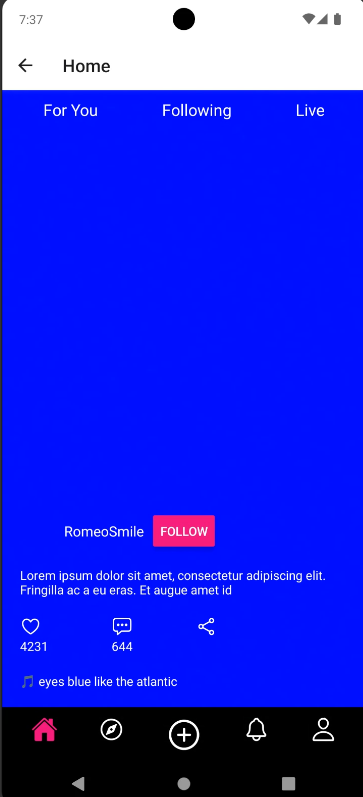 7:37
Home
For You Following Live
RomeoSmile FOLLOW
Lorem ipsum dolor sit amet, consectetur adipiscing elit.
Fringilla ac a eu eras. Et augue amet id
4231 644
🎵 eyes blue like the atlantic